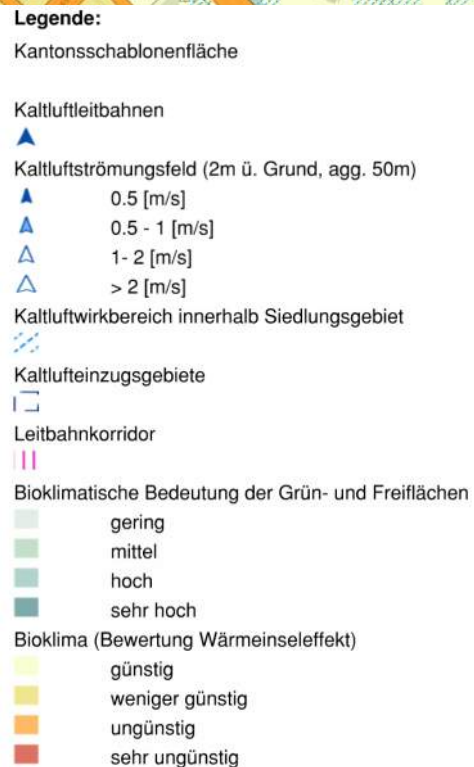 Legende:
Kantonsschablonenfläche
Kaltluftleitbahnen
Kaltluftströmungsfeld (2m ü. Grund, agg. 50m)
0.5 [m/s]
0.5 - 1 [m/s]
1- 2 [m/s]
> 2 [m/s]
Kaltluftwirkbereich innerhalb Siedlungsgebiet
Kaltlufteinzugsgebiete
Leitbahnkorridor
Bioklimatische Bedeutung der Grün- und Freiflächen
gering
mittel
hoch
sehr hoch
Bioklima (Bewertung Wärmeinseleffekt)
günstig
weniger günstig
ungünstig
sehr ungünstig